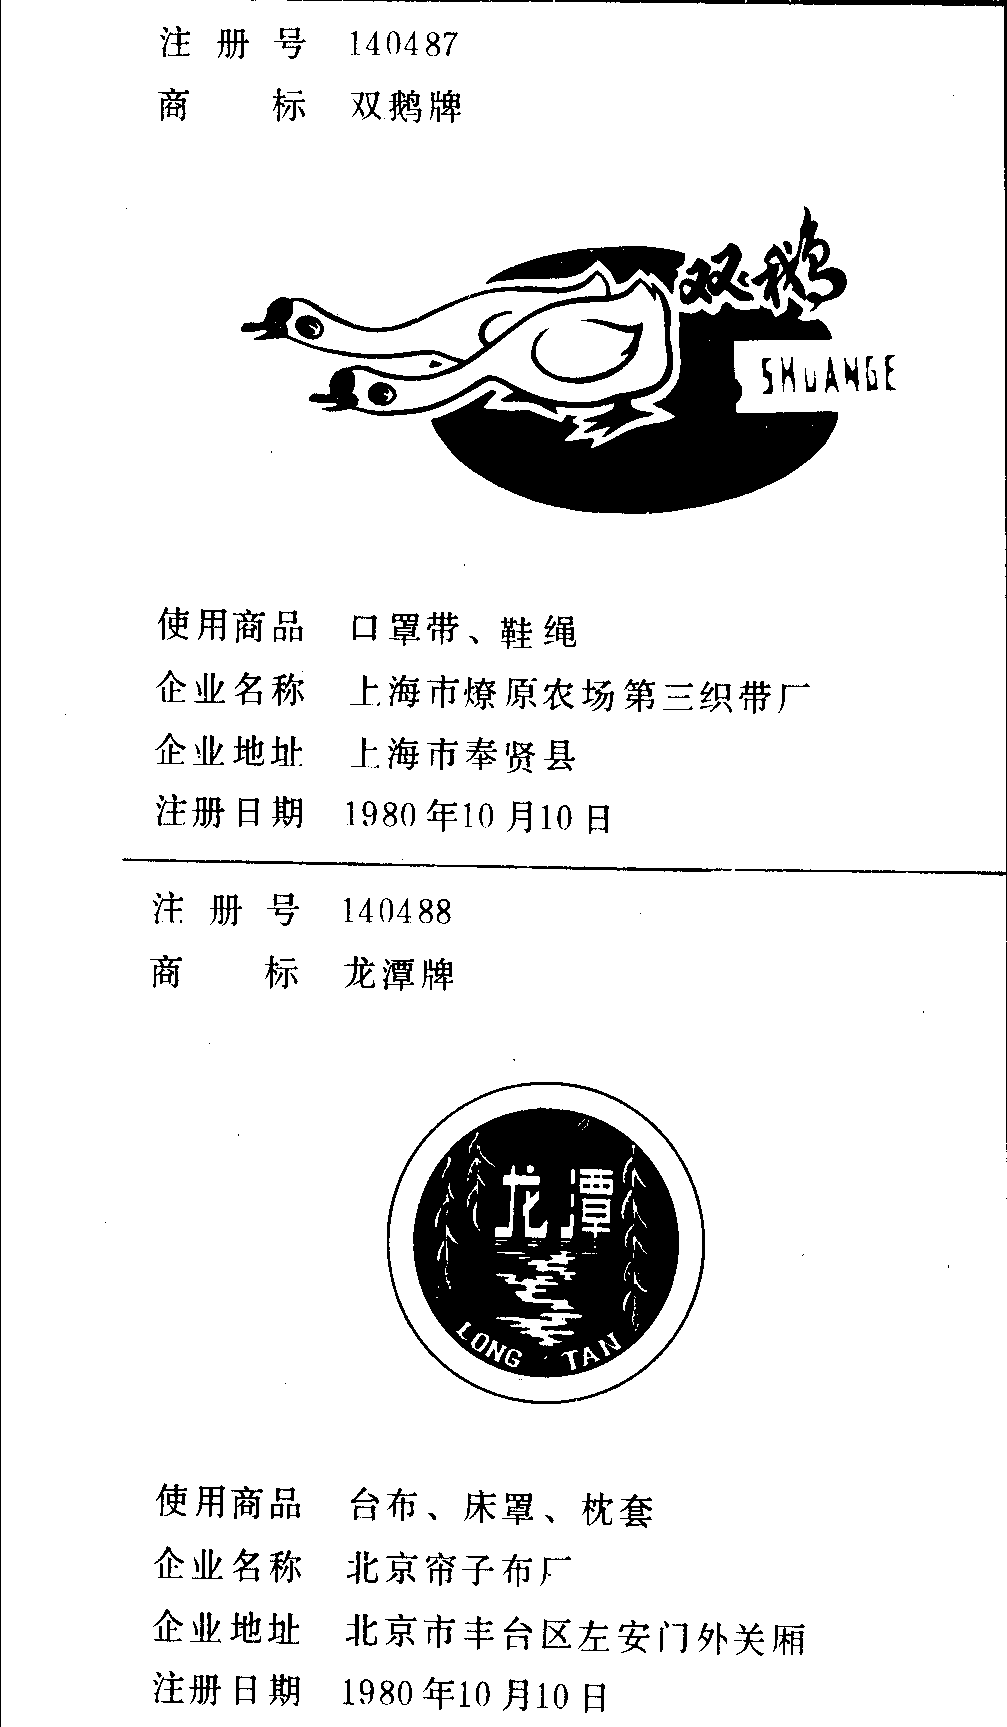 注册号 140487
商标 双鹅牌
双鹅
SHUANGE
使用商品 口罩带、鞋绳
企业名称 上海市燎原农场第三织带厂
企业地址 上海市奉贤县
注册日期 1980年10月10日
注册号 140488
商标 龙潭牌
龙潭
LONG TAN
使用商品 台布、床罩、枕套
企业名称 北京帘子布厂
企业地址 北京市丰台区左安门外关厢
注册日期 1980年10月10日